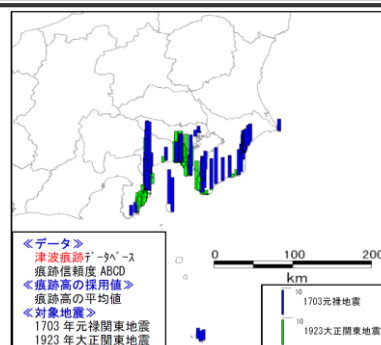 ≪データ≫
津波痕跡データベース
痕跡信頼度 ABCD
≪痕跡高の採用値≫
痕跡高の平均値
≪対象地震≫
1703 年元禄関東地震
1923 年大正関東地震
0 100 200
km
10
1703元禄地震
10
1923大正関東地震